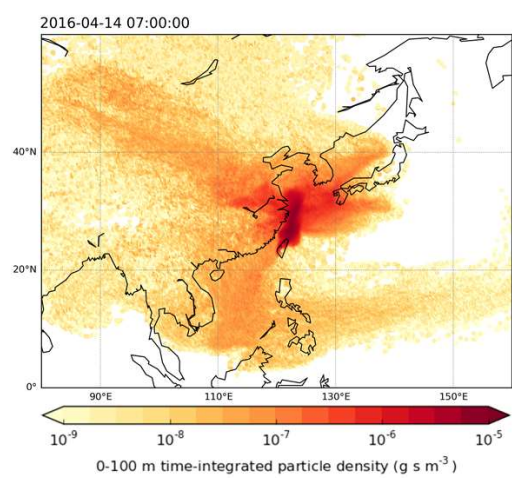 2016-04-14 07:00:00
40°N
20°N
0°
90°E 110°E 130°E 150°E
10⁻⁹ 10⁻⁸ 10⁻⁷ 10⁻⁶ 10⁻⁵
0-100 m time-integrated particle density (g s m⁻³)